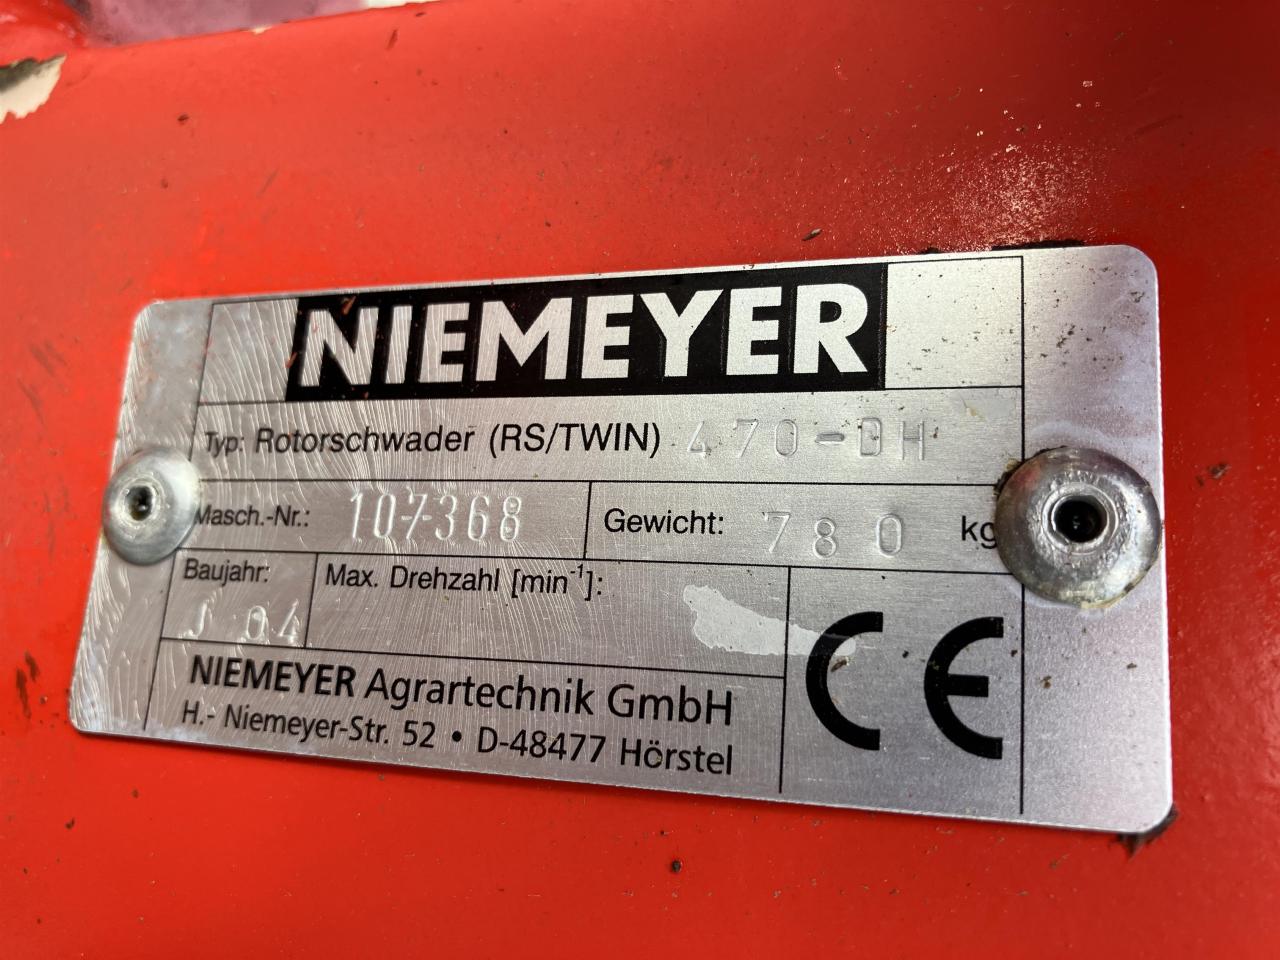 NIEMEYER
Typ: Rotorschwader (RS/TWIN) 470-DH
Masch.-Nr.: 107368 Gewicht: 780 kg
Baujahr: J 04 Max. Drehzahl [min⁻¹]:
NIEMEYER Agrartechnik GmbH
H.- Niemeyer-Str. 52 • D-48477 Hörstel
CE